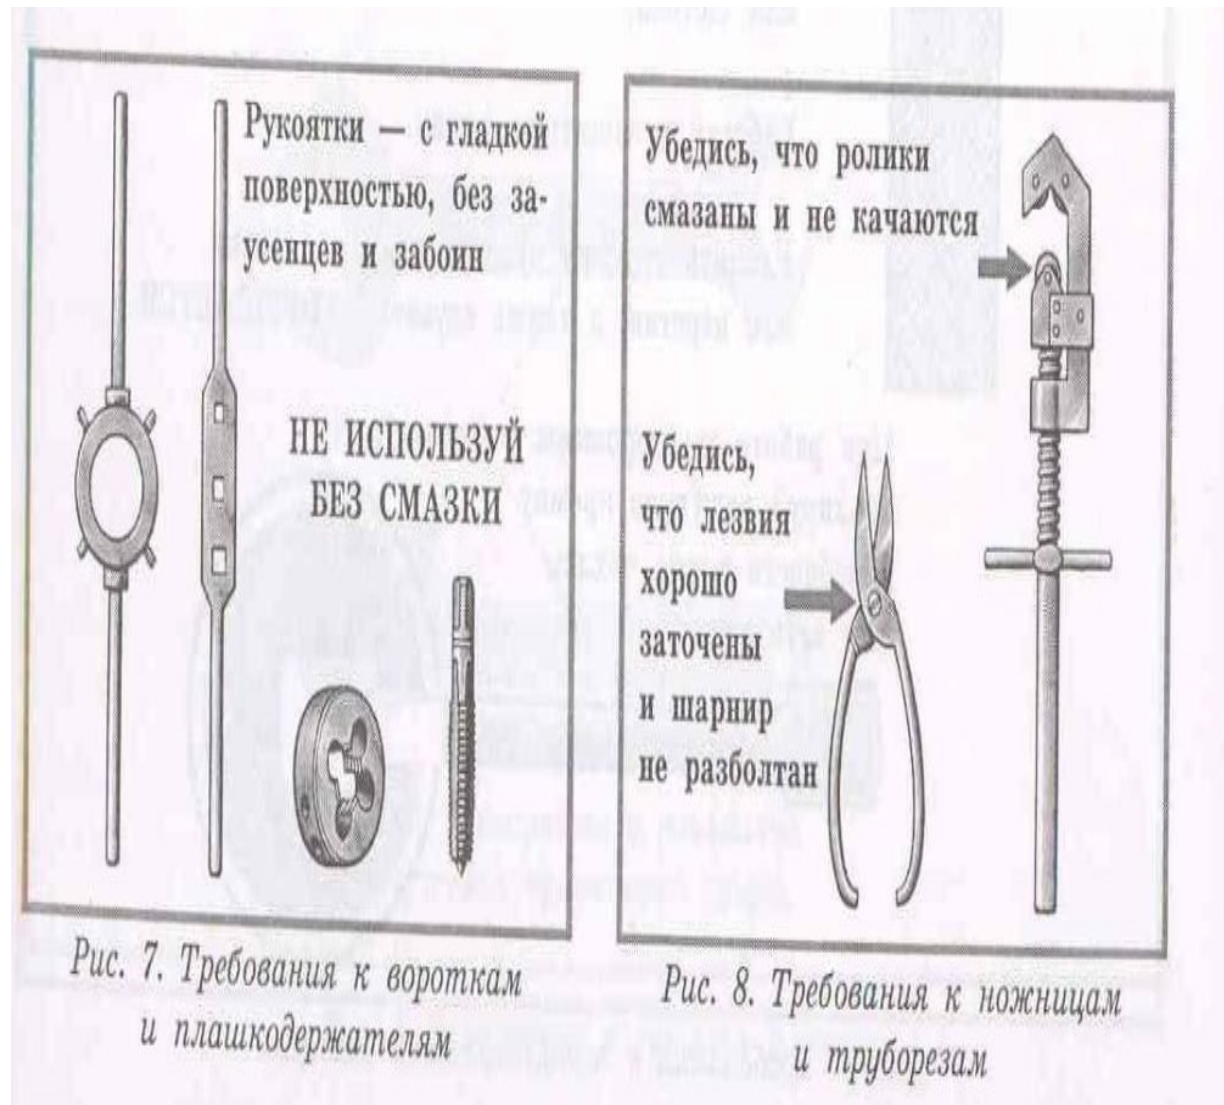 Рукоятки — с гладкой
поверхностью, без за-
усенцев и забоин
НЕ ИСПОЛЬЗУЙ
БЕЗ СМАЗКИ
Рис. 7. Требования к вороткам
и плашкодержателям
Убедись, что ролики
смазаны и не качаются
Убедись,
что лезвия
хорошо
заточены
и шарнир
не разболтан
Рис. 8. Требования к ножницам
и труборезам